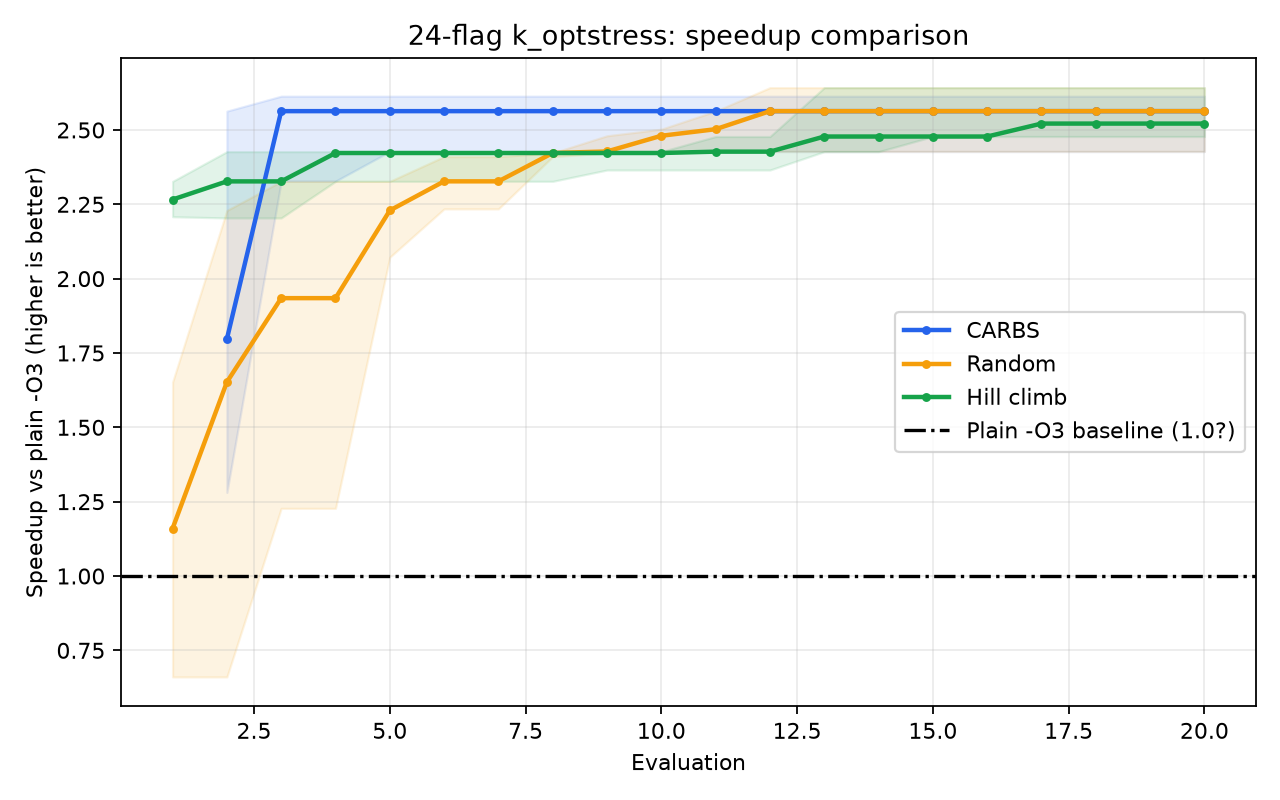 24-flag k_optstress: speedup comparison
Speedup vs plain -O3 (higher is better)
2.50
2.25
2.00
1.75
1.50
1.25
1.00
0.75
CARBS
Random
Hill climb
Plain -O3 baseline (1.0?)
2.5 5.0 7.5 10.0 12.5 15.0 17.5 20.0
Evaluation